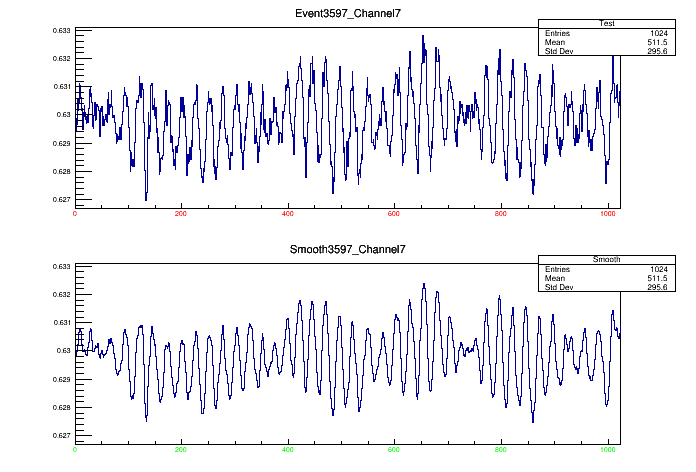 Event3597_Channel7
Test
Entries 1024
Mean 511.5
Std Dev 295.6
0.633
0.632
0.631
0.63
0.629
0.628
0.627
0 200 400 600 800 1000
Smooth3597_Channel7
Smooth
Entries 1024
Mean 511.5
Std Dev 295.6
0.633
0.632
0.631
0.63
0.629
0.628
0.627
0 200 400 600 800 1000